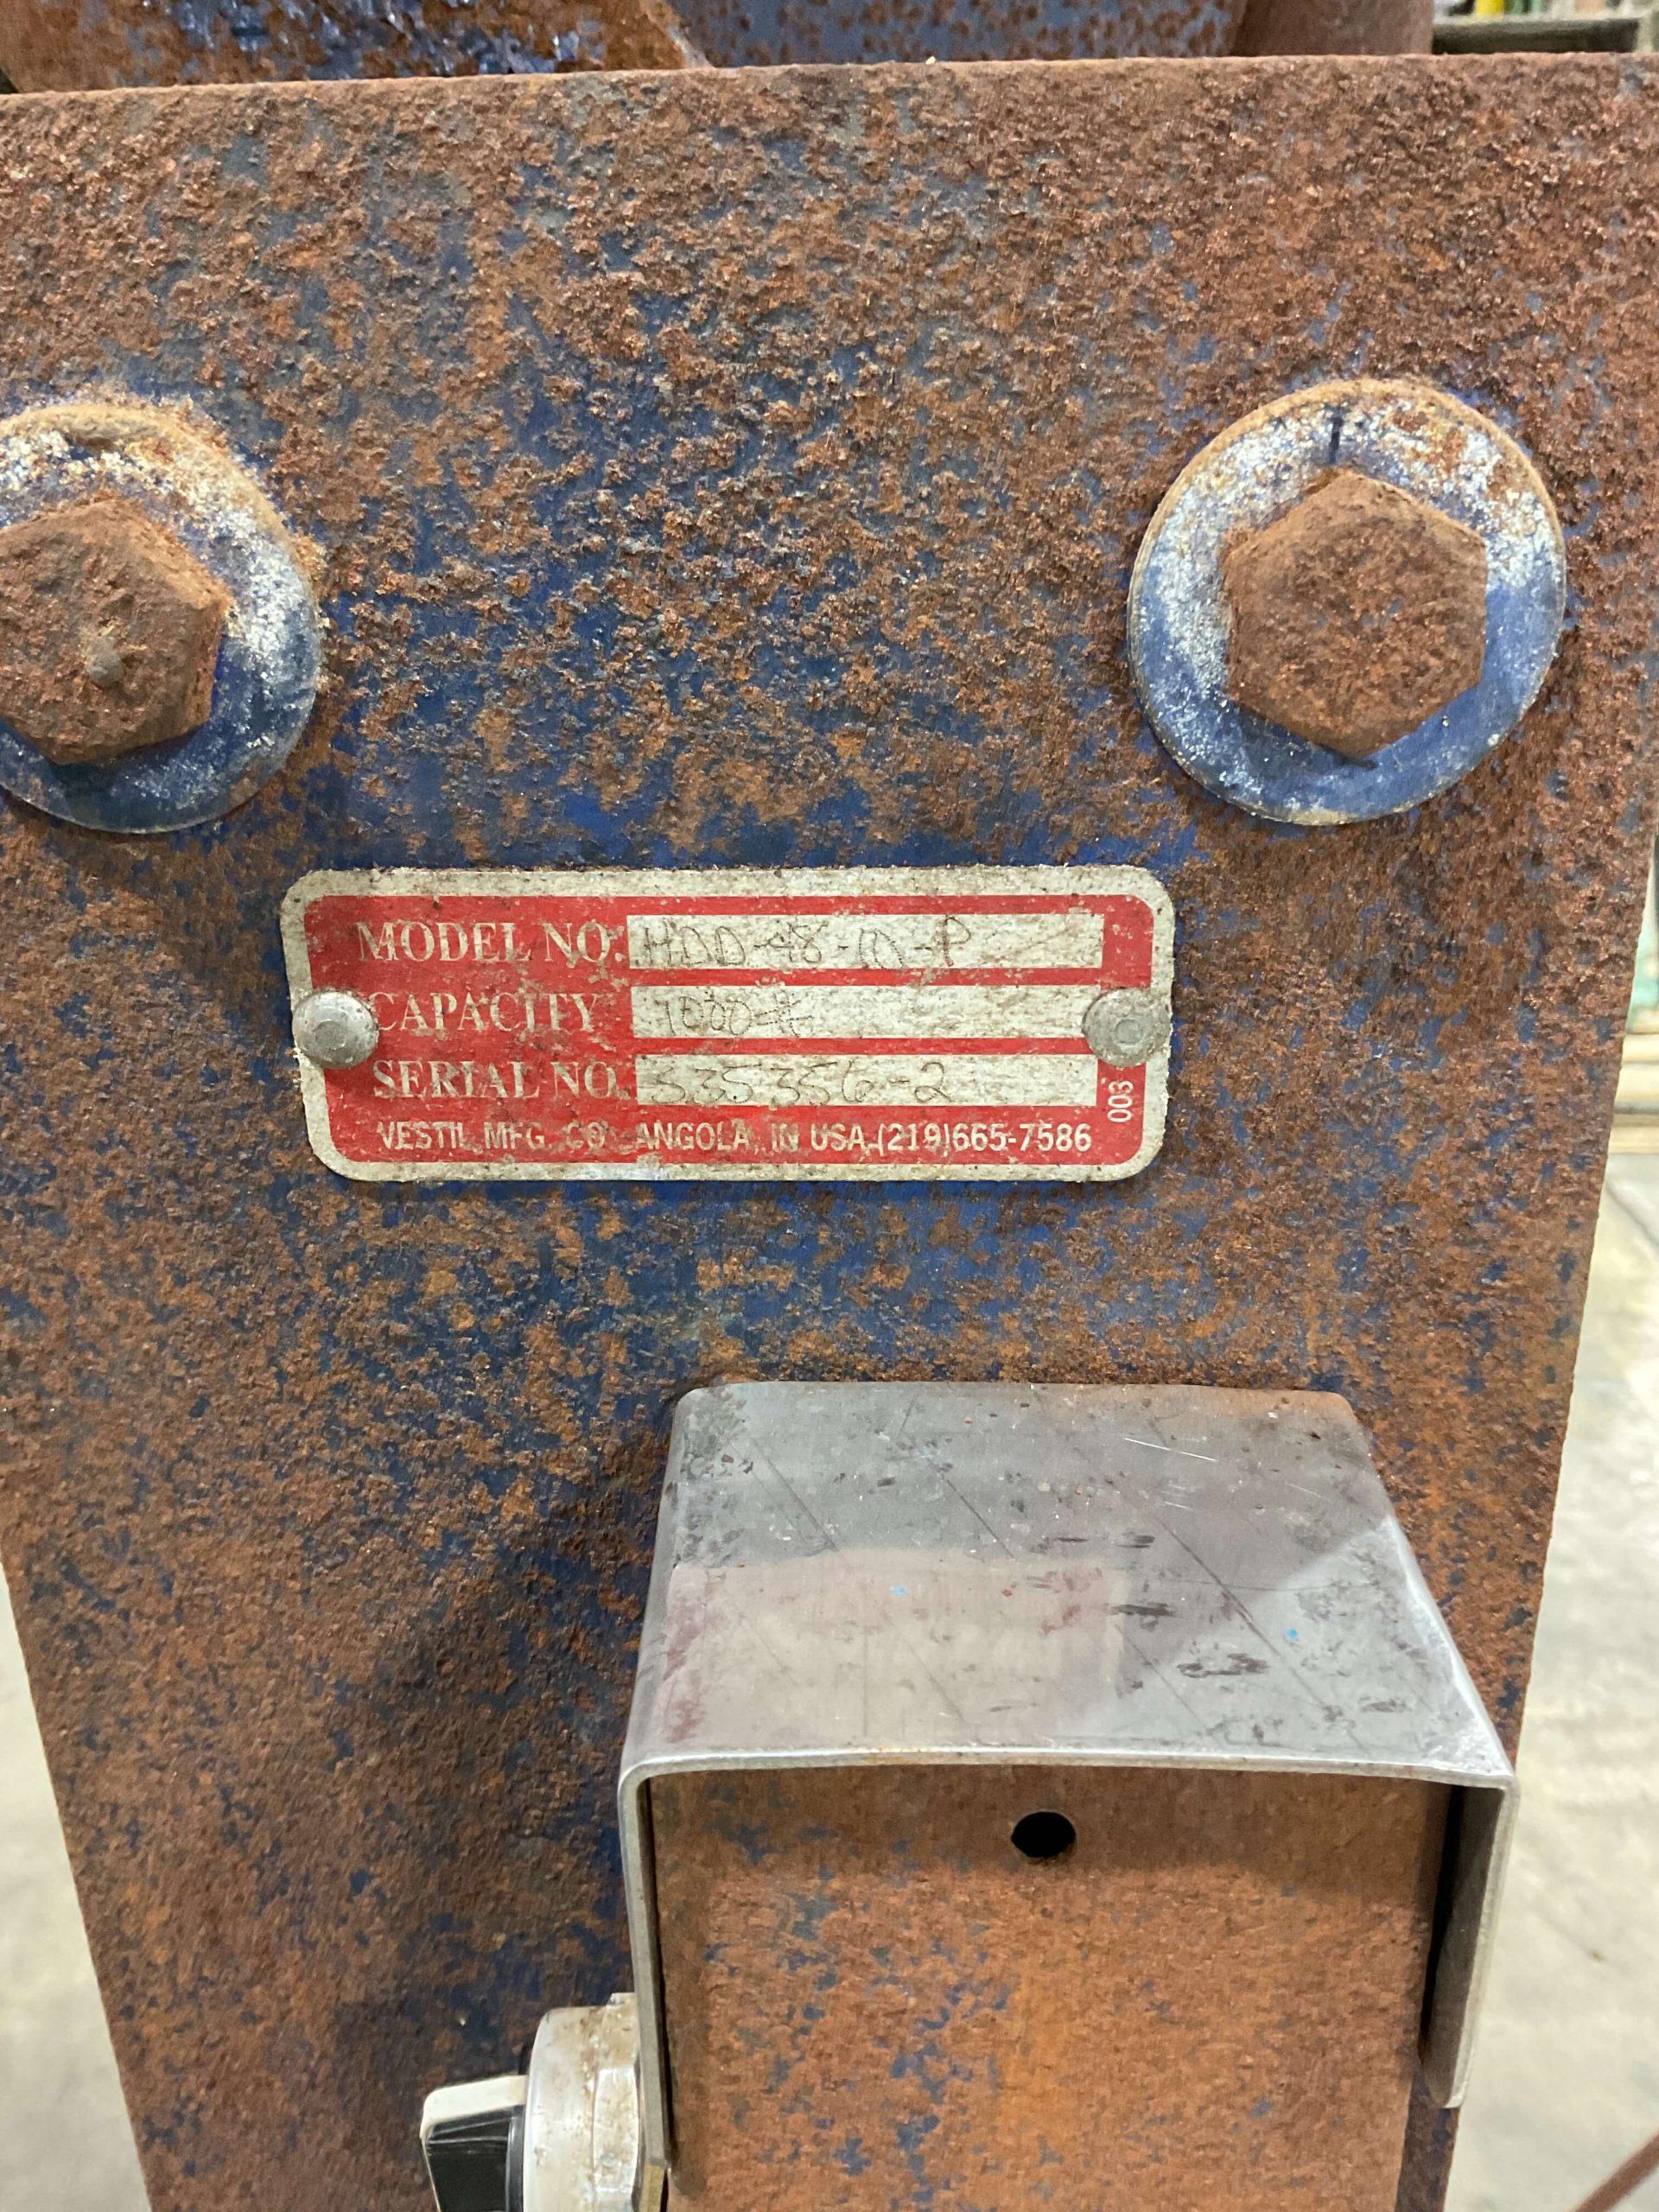 MODEL NO. HDD-48-10-P
CAPACITY
SERIAL NO. 335356-2
003
VESTIL MFG. CO. ANGOLA, IN USA (219)665-7586